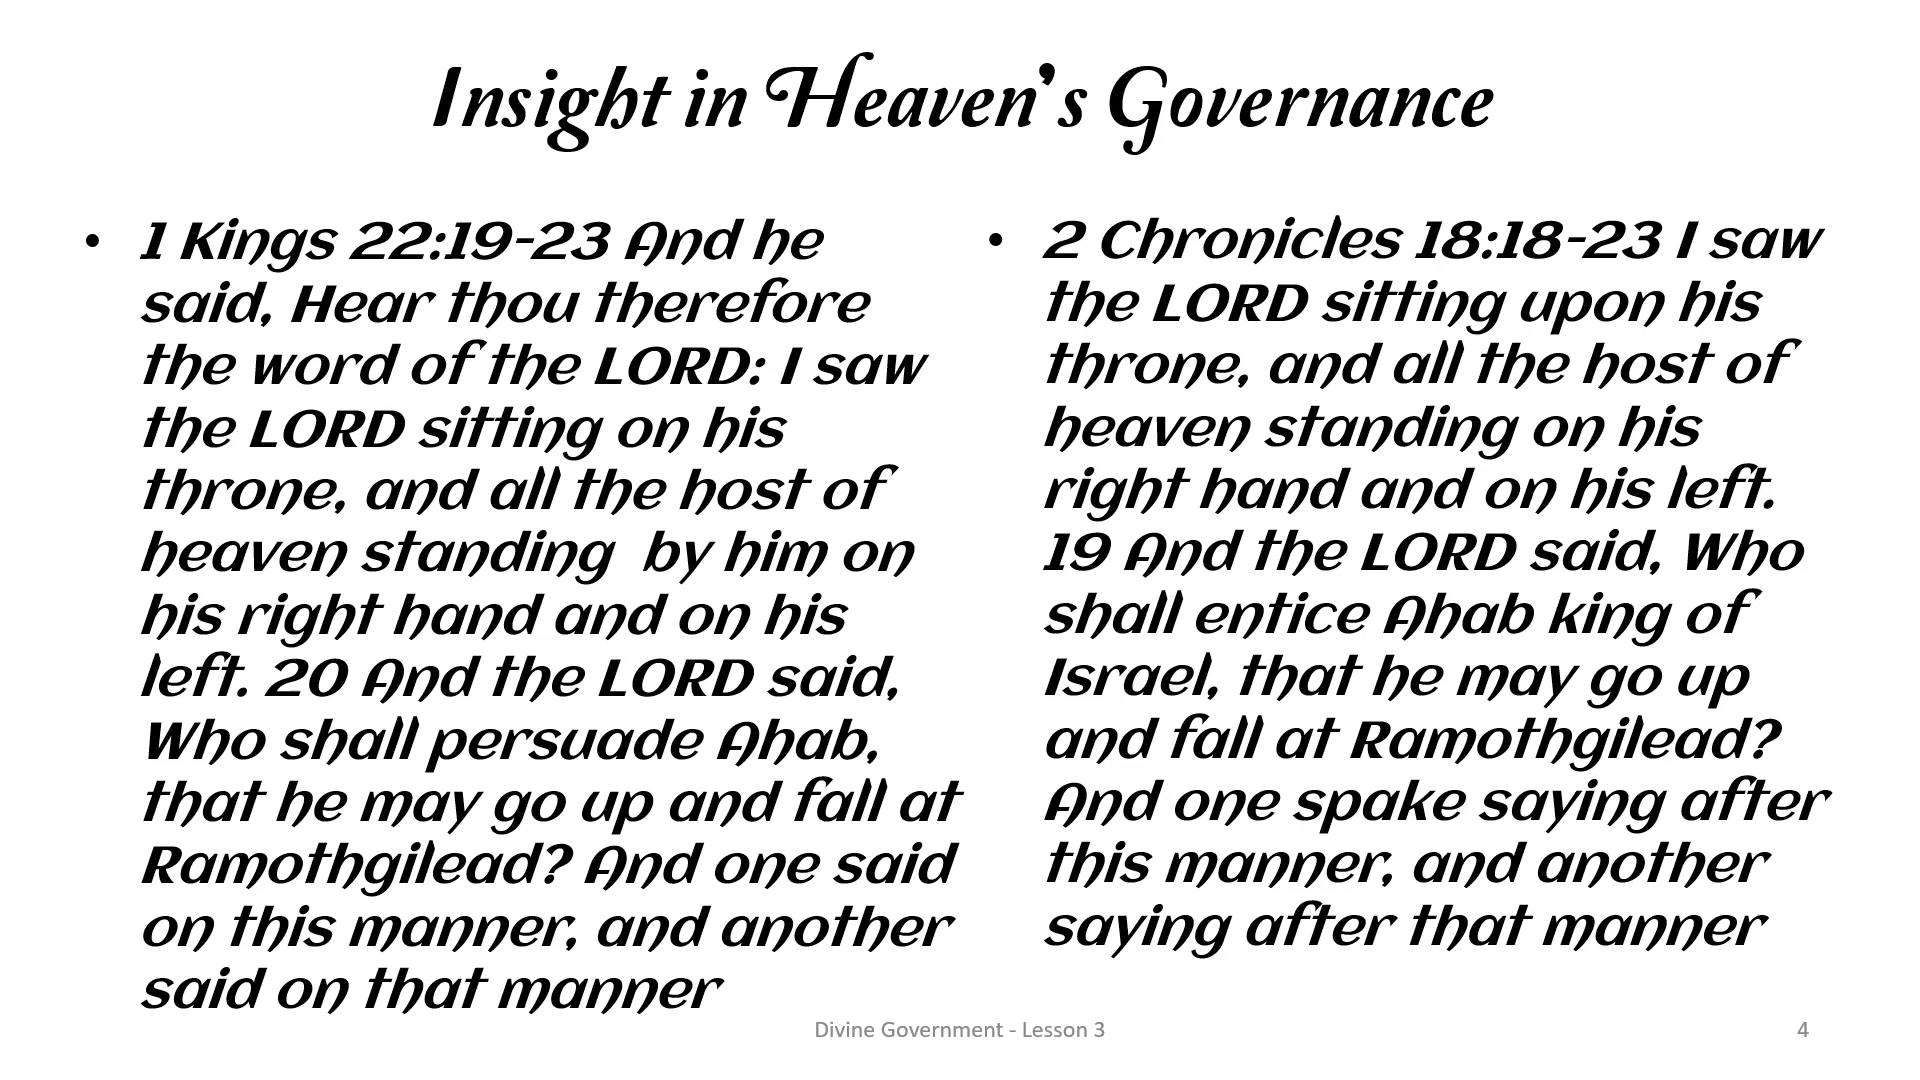 Insight in Heaven's Governance
• 1 Kings 22:19-23 And he
said, Hear thou therefore
the word of the LORD: I saw
the LORD sitting on his
throne, and all the host of
heaven standing  by him on
his right hand and on his
left. 20 And the LORD said,
Who shall persuade Ahab,
that he may go up and fall at
Ramothgilead? And one said
on this manner, and another
said on that manner
• 2 Chronicles 18:18-23 I saw
the LORD sitting upon his
throne, and all the host of
heaven standing on his
right hand and on his left.
19 And the LORD said, Who
shall entice Ahab king of
Israel, that he may go up
and fall at Ramothgilead?
And one spake saying after
this manner, and another
saying after that manner
Divine Government - Lesson 3
4